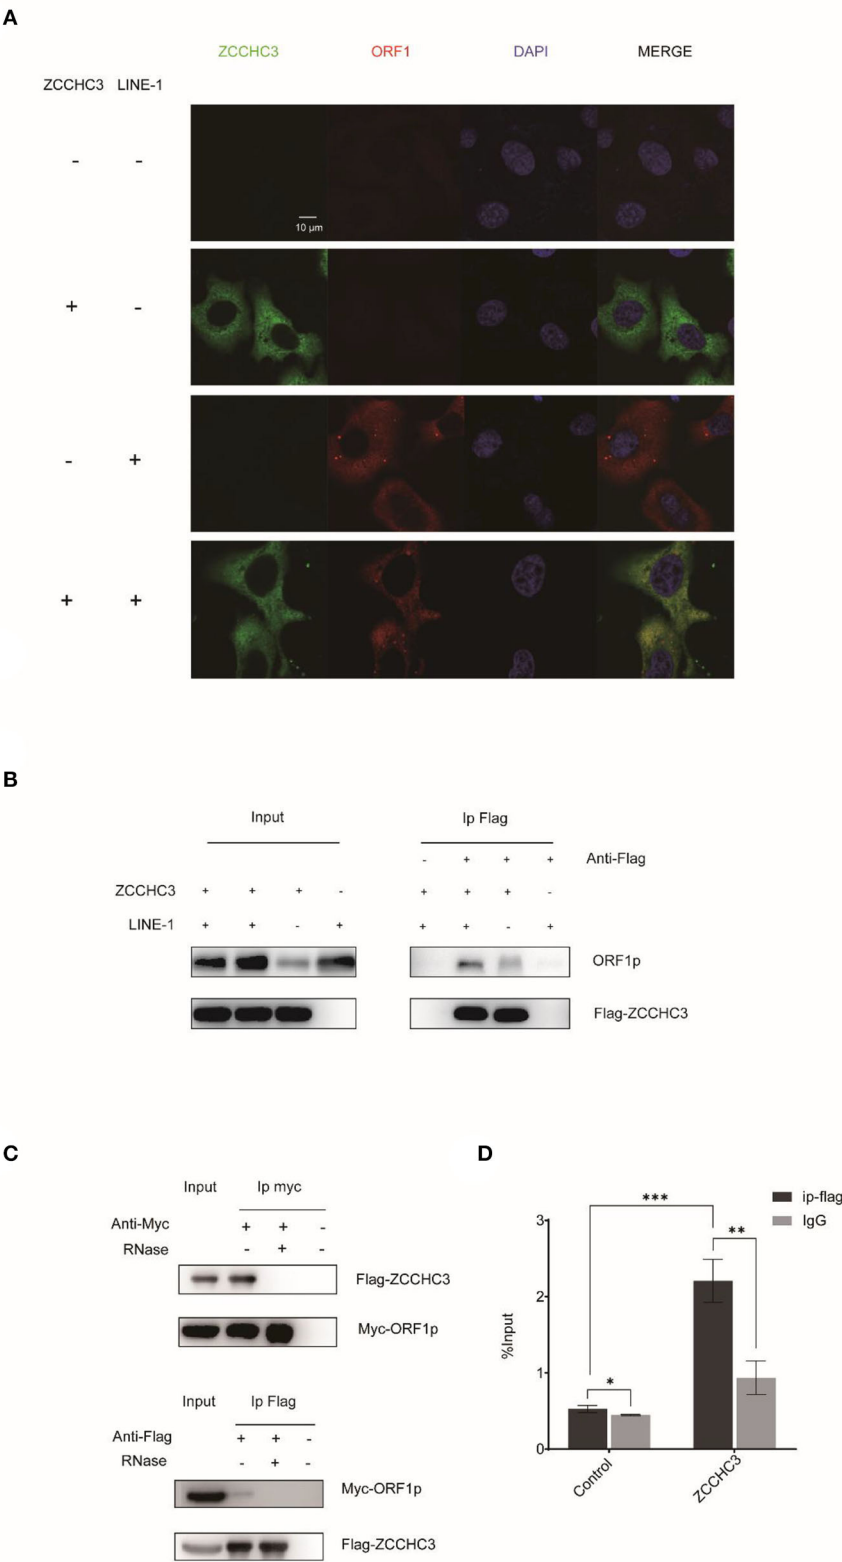 A
ZCCHC3 ORF1 DAPI MERGE
ZCCHC3 LINE-1
- -
10 μm
+ -
- +
+ +
B
Input Ip Flag
- + + + Anti-Flag
ZCCHC3 + + + - + + + -
LINE-1 + + - + + + - +
ORF1p
Flag-ZCCHC3
C
Input Ip myc
Anti-Myc + + -
RNase - + -
Flag-ZCCHC3
Myc-ORF1p
Input Ip Flag
Anti-Flag + + -
RNase - + -
Myc-ORF1p
Flag-ZCCHC3
D
ip-flag
IgG
***
**
*
%Input
3
2
1
0
Control
ZCCHC3